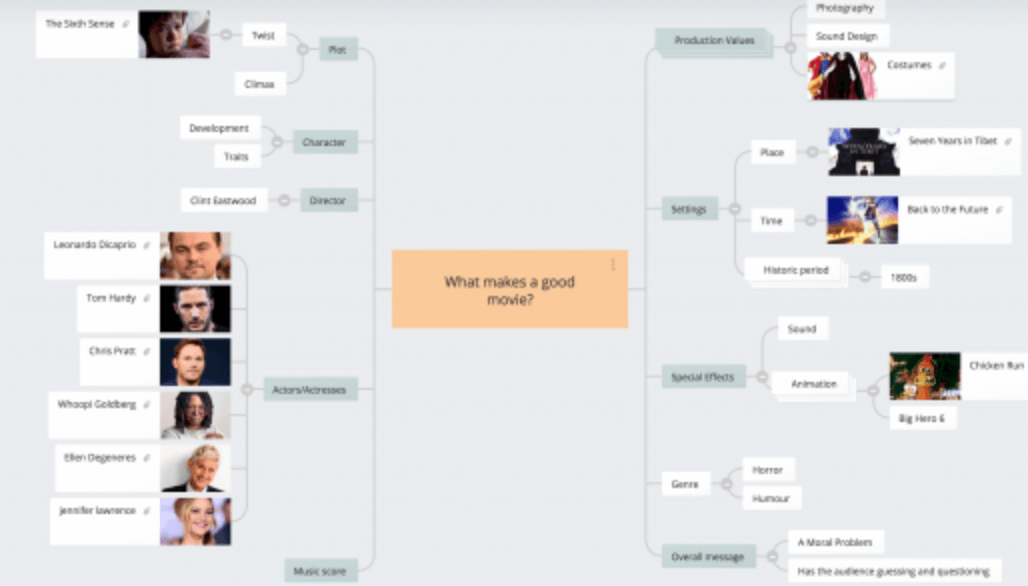 The Sixth Sense
Twist
Plot
Climax
Development
Character
Traits
Clint Eastwood
Director
Leonardo Dicaprio
Tom Hardy
Chris Pratt
Actors/Actresses
Whoopi Goldberg
Ellen Degeneres
Jennifer lawrence
Music score
What makes a good
movie?
Photography
Production Values
Sound Design
Costumes
Place
Seven Years in Tibet
Settings
Time
Back to the Future
Historic period
1800s
Sound
Special Effects
Animation
Chicken Run
Big Hero 6
Genre
Horror
Humour
Overall message
A Moral Problem
Has the audience guessing and questioning